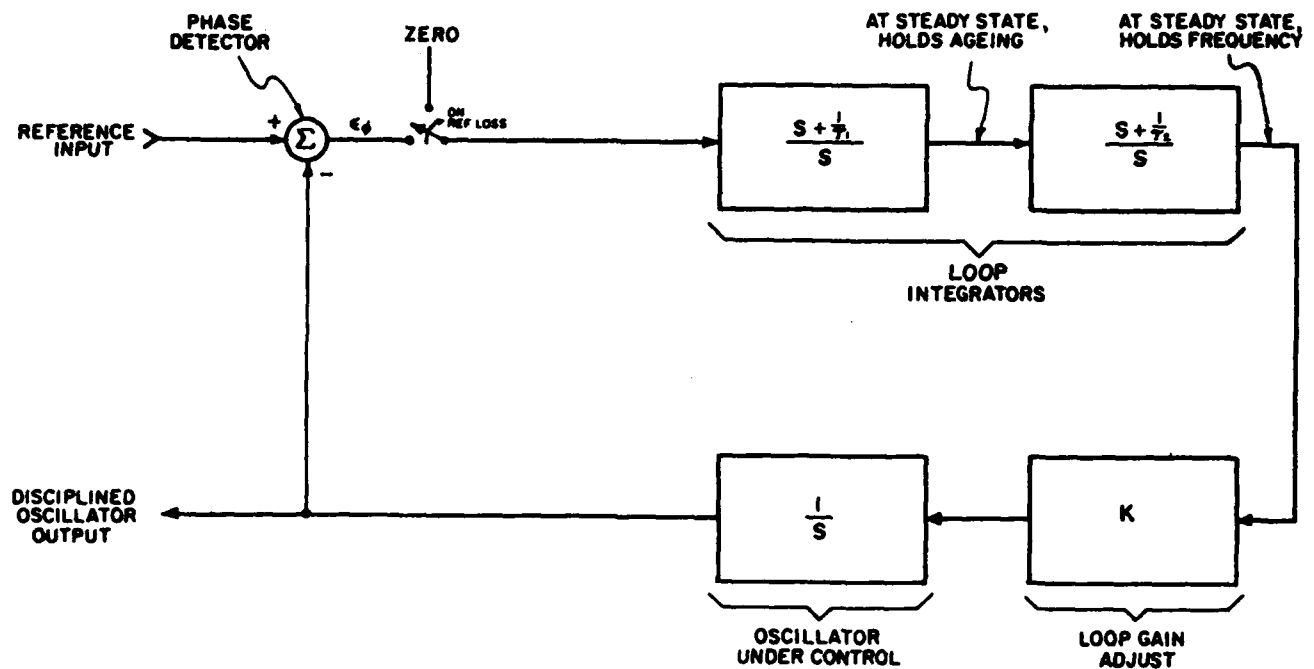 PHASE
DETECTOR
ZERO
AT STEADY STATE,
HOLDS AGEING
AT STEADY STATE,
HOLDS FREQUENCY
REFERENCE
INPUT
+
Σ
−
ϵφ
ON
REF LOSS
S + 1/τ1
S
S + 1/τ2
S
LOOP
INTEGRATORS
DISCIPLINED
OSCILLATOR
OUTPUT
1
S
K
OSCILLATOR
UNDER CONTROL
LOOP GAIN
ADJUST